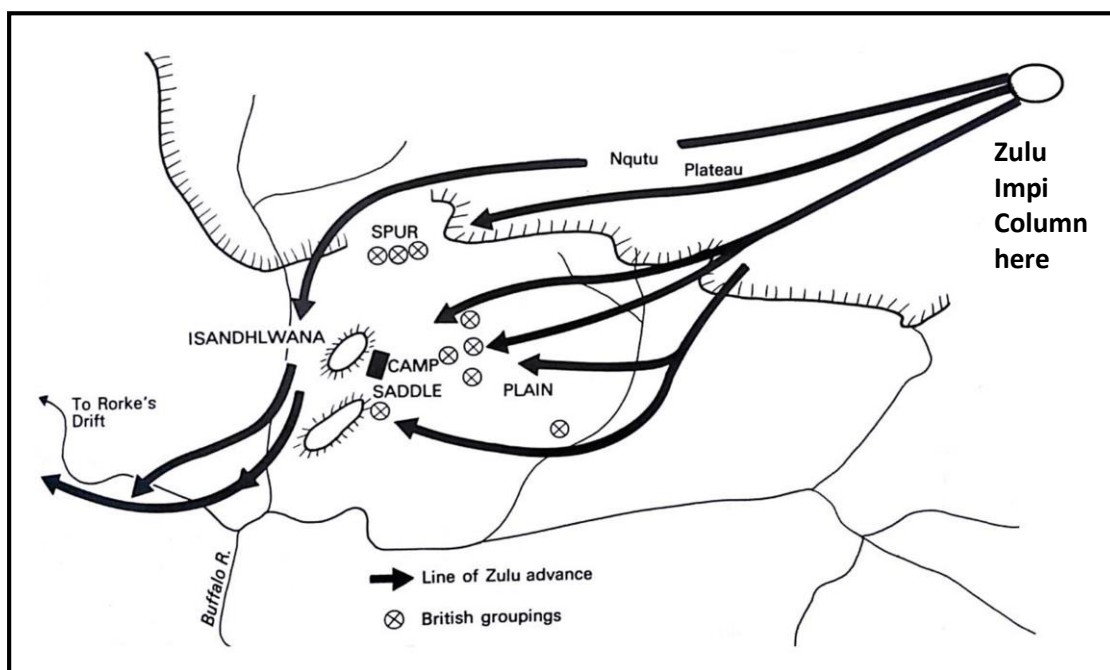 Nqutu
Plateau
Zulu
Impi
Column
here
SPUR
ISANDHLWANA
CAMP
SADDLE
PLAIN
To Rorke's
Drift
Buffalo R.
Line of Zulu advance
British groupings